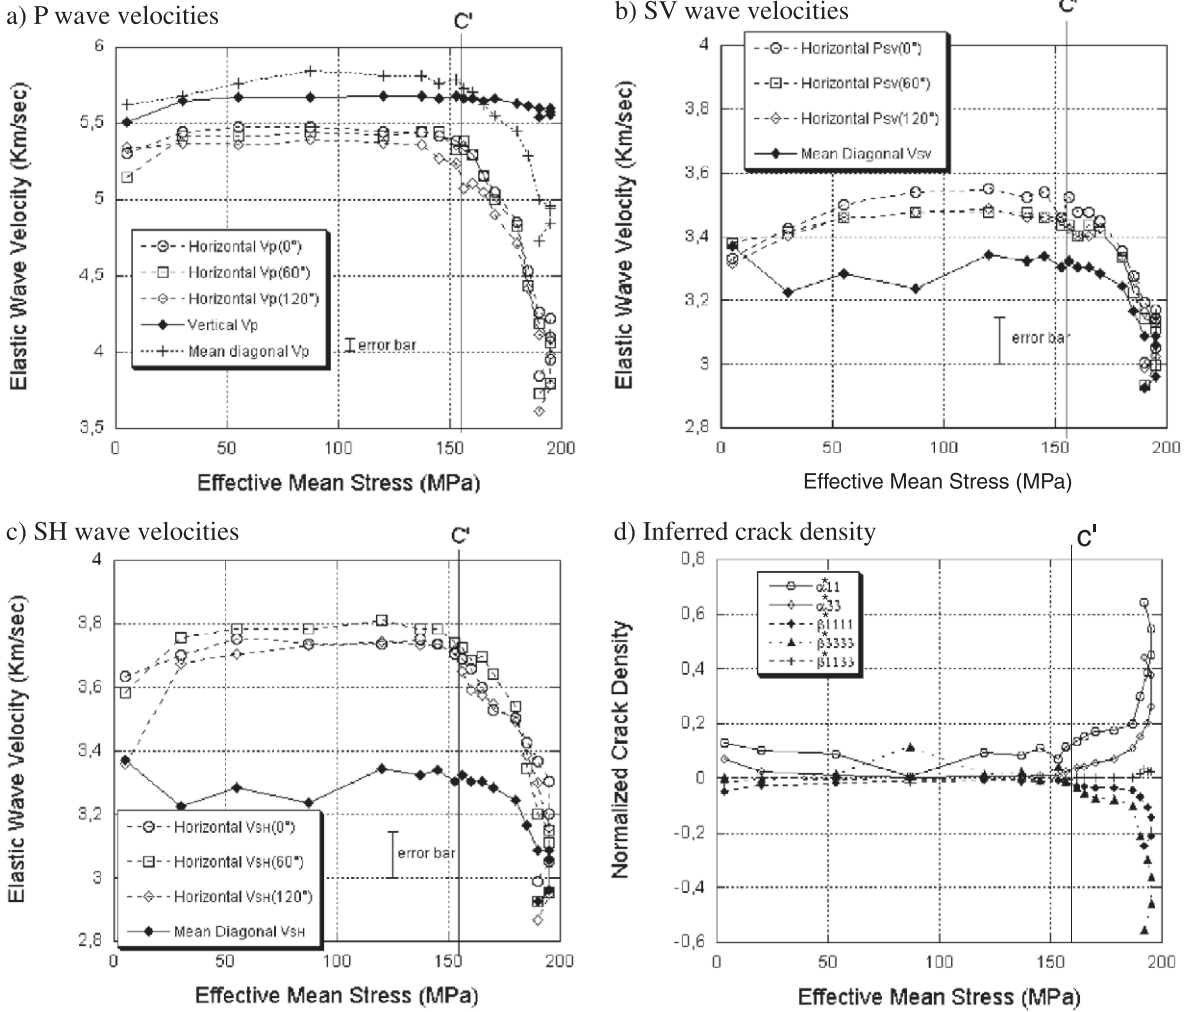 a) P wave velocities
C'
6
5,5
5
4,5
4
3,5
Elastic Wave Velocity (Km/sec)
Horizontal Vp(0°)
Horizontal Vp(60°)
Horizontal Vp(120°)
Vertical Vp
Mean diagonal Vp
error bar
0 50 100 150 200
Effective Mean Stress (MPa)
b) SV wave velocities
C'
4
3,8
3,6
3,4
3,2
3
2,8
Elastic Wave Velocity (Km/sec)
Horizontal Psv(0°)
Horizontal Psv(60°)
Horizontal Psv(120°)
Mean Diagonal Vsv
error bar
0 50 100 150 200
Effective Mean Stress (MPa)
c) SH wave velocities
C'
4
3,8
3,6
3,4
3,2
3
2,8
Elastic Wave Velocity (Km/sec)
Horizontal VSH(0°)
Horizontal VSH(60°)
Horizontal VSH(120°)
Mean Diagonal VSH
error bar
0 50 100 150 200
Effective Mean Stress (MPa)
d) Inferred crack density
C'
0,8
0,6
0,4
0,2
0
-0,2
-0,4
-0,6
Normalized Crack Density
α*11
α*33
β*1111
β*3333
β*1133
0 50 100 150 200
Effective Mean Stress (MPa)